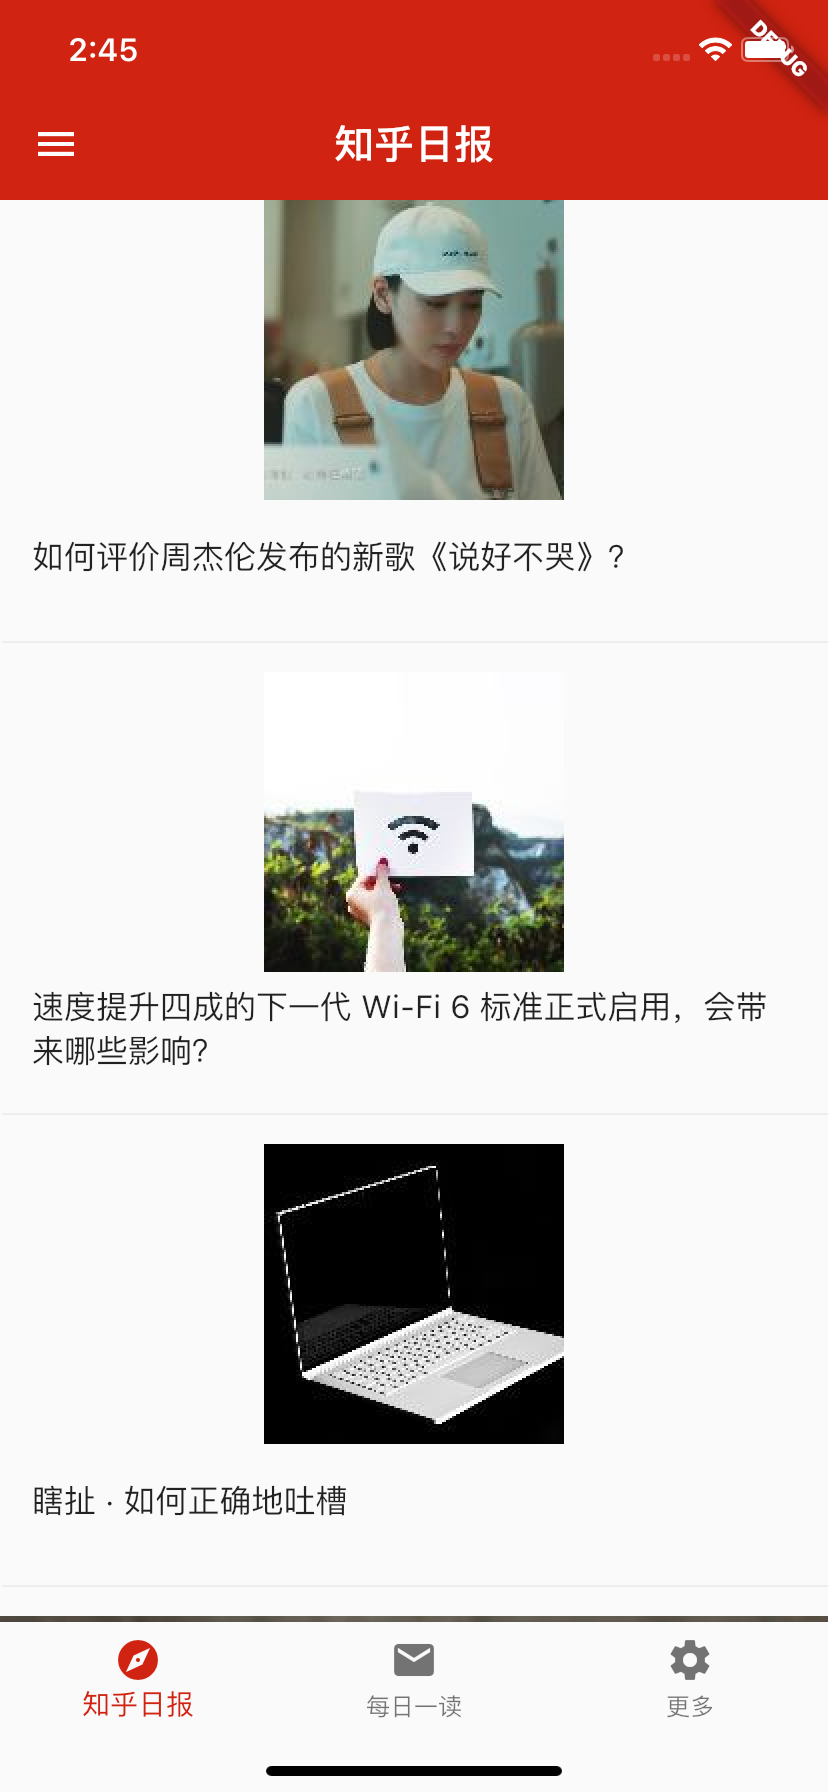 2:45
DEBUG
知乎日报
如何评价周杰伦发布的新歌《说好不哭》?
速度提升四成的下一代 Wi-Fi 6 标准正式启用，会带
来哪些影响?
瞎扯 · 如何正确地吐槽
知乎日报
每日一读
更多